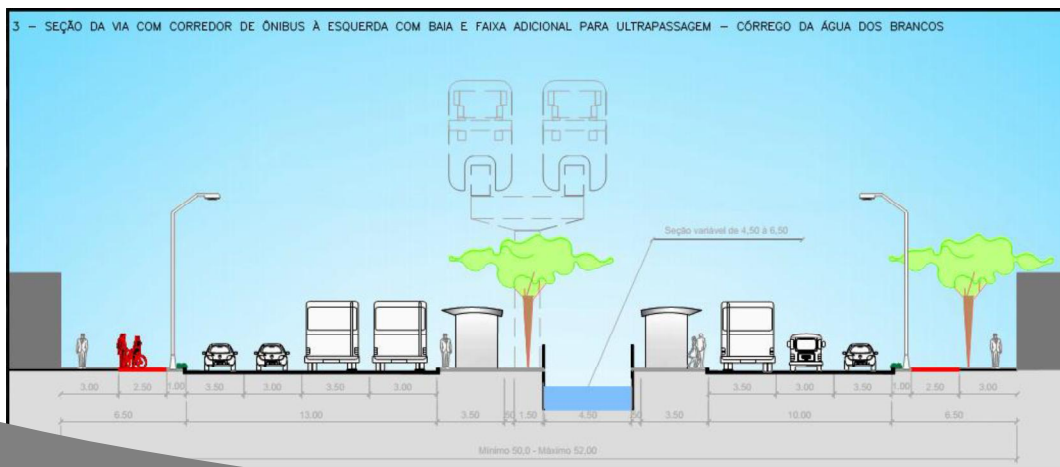 3 – SEÇÃO DA VIA COM CORREDOR DE ÔNIBUS À ESQUERDA COM BAIA E FAIXA ADICIONAL PARA ULTRAPASSAGEM – CÓRREGO DA ÁGUA DOS BRANCOS
Seção variável de 4,50 à 6,50
3.00 2.50 1.00 3.50 3.00 3.50 3.00 3.50 3.00 3.50 1.00 2.50 3.00
6.50 13.00 3.50 .50 1.50 4.50 .50 3.50 10.00 6.50
Mínimo 50,0 - Máximo 52,00